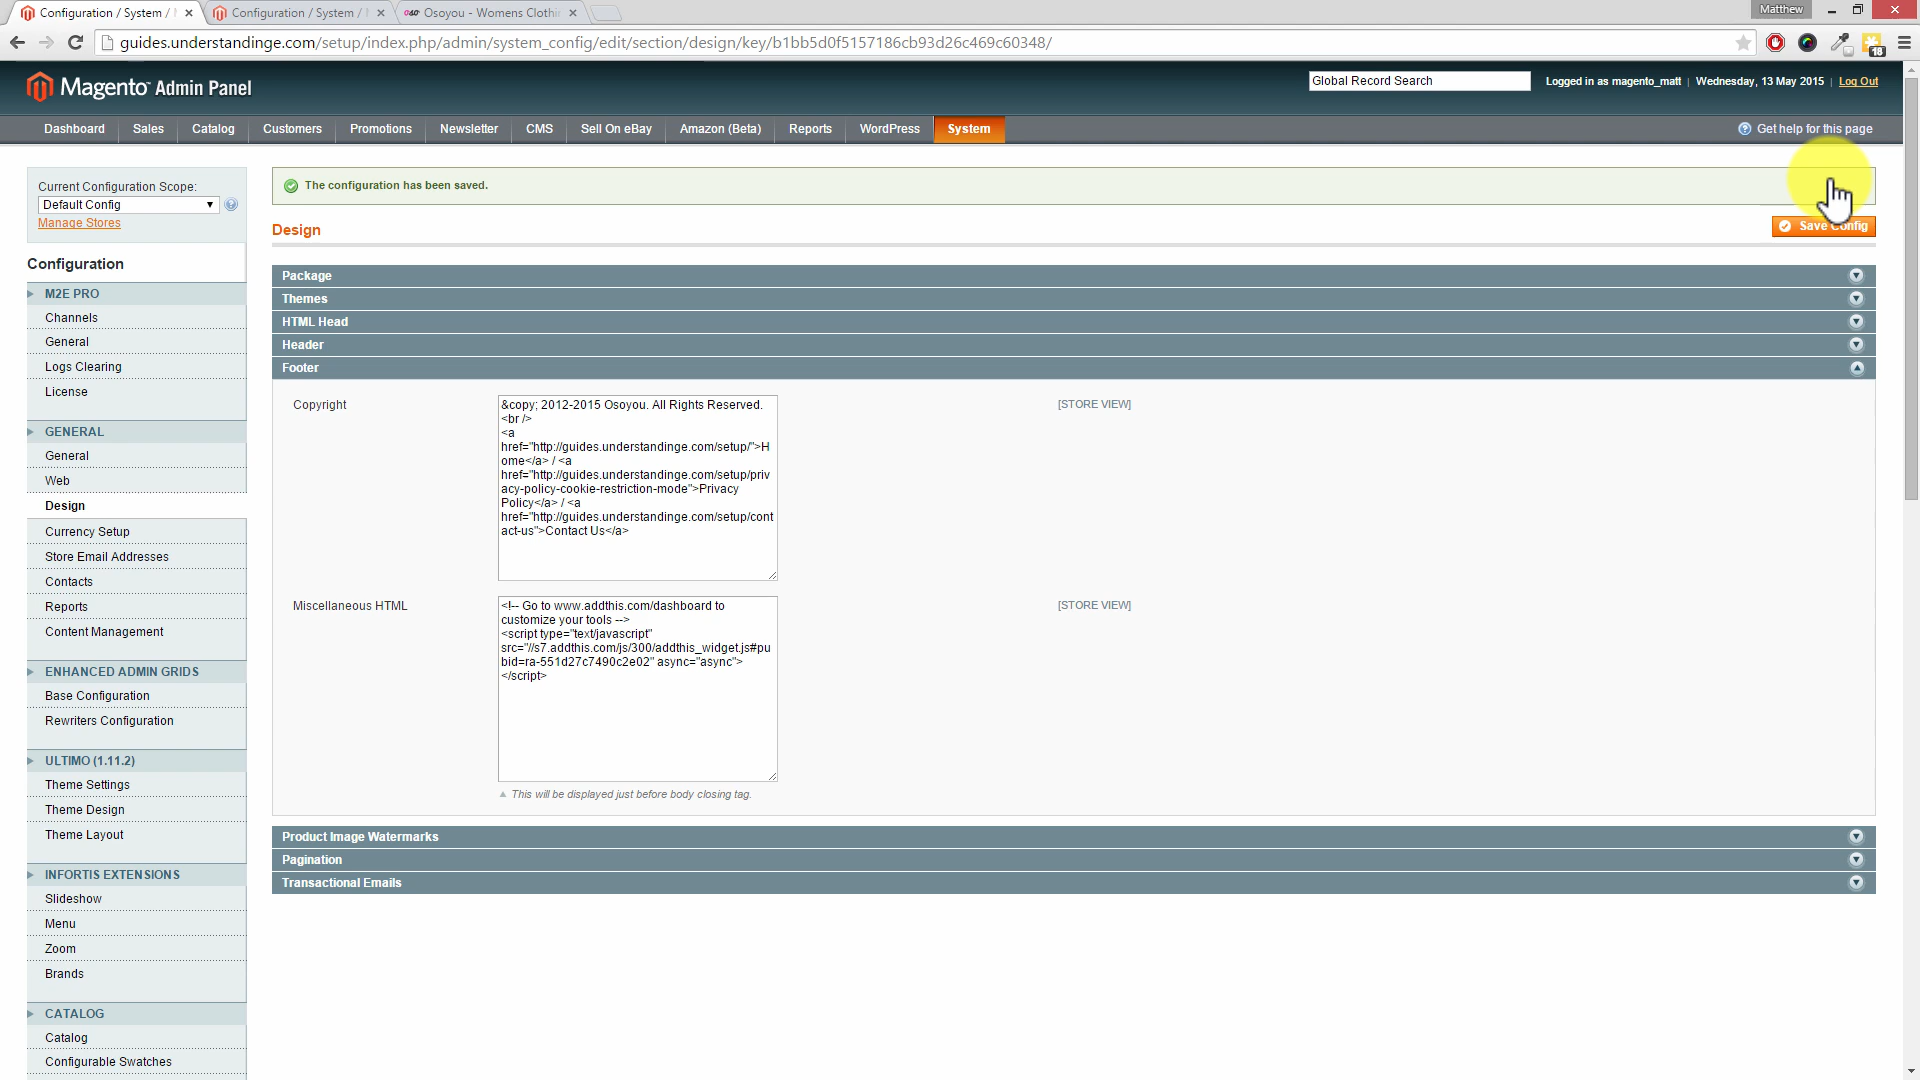 Configuration / System /
Configuration / System /
Osoyou - Womens Clothi
Matthew
guides.understandinge.com/setup/index.php/admin/system_config/edit/section/design/key/b1bb5d0f5157186cb93d26c469c60348/
18
Magento Admin Panel
Global Record Search
Logged in as magento_matt | Wednesday, 13 May 2015 | Log Out
Dashboard
Sales
Catalog
Customers
Promotions
Newsletter
CMS
Sell On eBay
Amazon (Beta)
Reports
WordPress
System
Get help for this page
Current Configuration Scope:
Default Config
Manage Stores
Configuration
M2E PRO
Channels
General
Logs Clearing
License
GENERAL
General
Web
Design
Currency Setup
Store Email Addresses
Contacts
Reports
Content Management
ENHANCED ADMIN GRIDS
Base Configuration
Rewriters Configuration
ULTIMO (1.11.2)
Theme Settings
Theme Design
Theme Layout
INFORTIS EXTENSIONS
Slideshow
Menu
Zoom
Brands
CATALOG
Catalog
Configurable Swatches
The configuration has been saved.
Design
Save Config
Package
Themes
HTML Head
Header
Footer
Copyright
&copy; 2012-2015 Osoyou. All Rights Reserved.
<br />
<a
href="http://guides.understandinge.com/setup/">H
ome</a> / <a
href="http://guides.understandinge.com/setup/priv
acy-policy-cookie-restriction-mode">Privacy
Policy</a> / <a
href="http://guides.understandinge.com/setup/cont
act-us">Contact Us</a>
[STORE VIEW]
Miscellaneous HTML
<!-- Go to www.addthis.com/dashboard to
customize your tools -->
<script type="text/javascript"
src="//s7.addthis.com/js/300/addthis_widget.js#pu
bid=ra-551d27c7490c2e02" async="async">
</script>
[STORE VIEW]
This will be displayed just before body closing tag.
Product Image Watermarks
Pagination
Transactional Emails